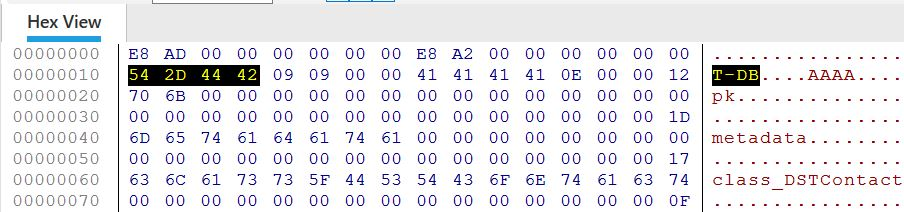 Hex View
00000000 E8 AD 00 00 00 00 00 00 E8 A2 00 00 00 00 00 00 ................
00000010 54 2D 44 42 09 09 00 00 41 41 41 41 0E 00 00 12 T-DB....AAAA....
00000020 70 6B 00 00 00 00 00 00 00 00 00 00 00 00 00 00 pk..............
00000030 00 00 00 00 00 00 00 00 00 00 00 00 00 00 00 1D ................
00000040 6D 65 74 61 64 61 74 61 00 00 00 00 00 00 00 00 metadata........
00000050 00 00 00 00 00 00 00 00 00 00 00 00 00 00 00 17 ................
00000060 63 6C 61 73 73 5F 44 53 54 43 6F 6E 74 61 63 74 class_DSTContact
00000070 00 00 00 00 00 00 00 00 00 00 00 00 00 00 00 0F ................